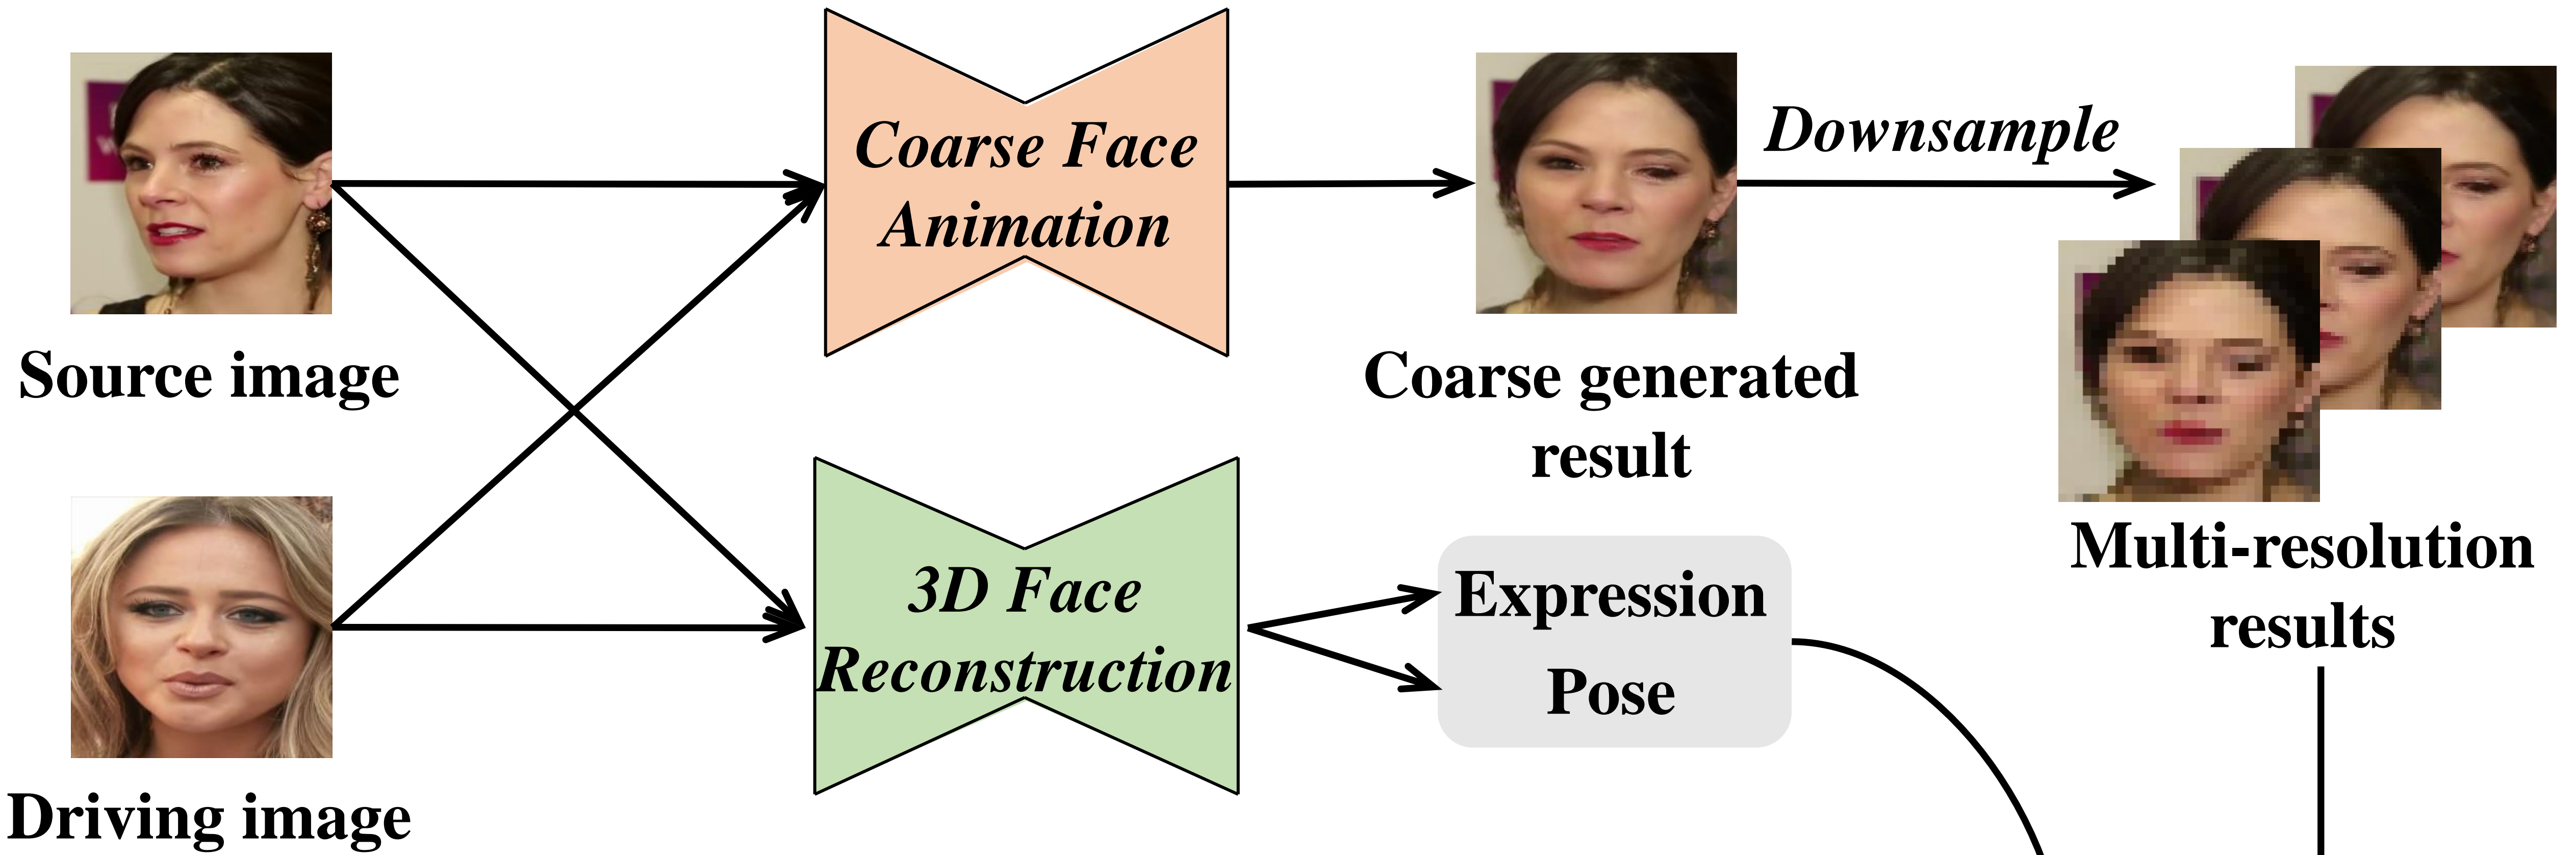 Source image
Driving image
Coarse Face
Animation
3D Face
Reconstruction
Coarse generated
result
Expression
Pose
Downsample
Multi-resolution
results